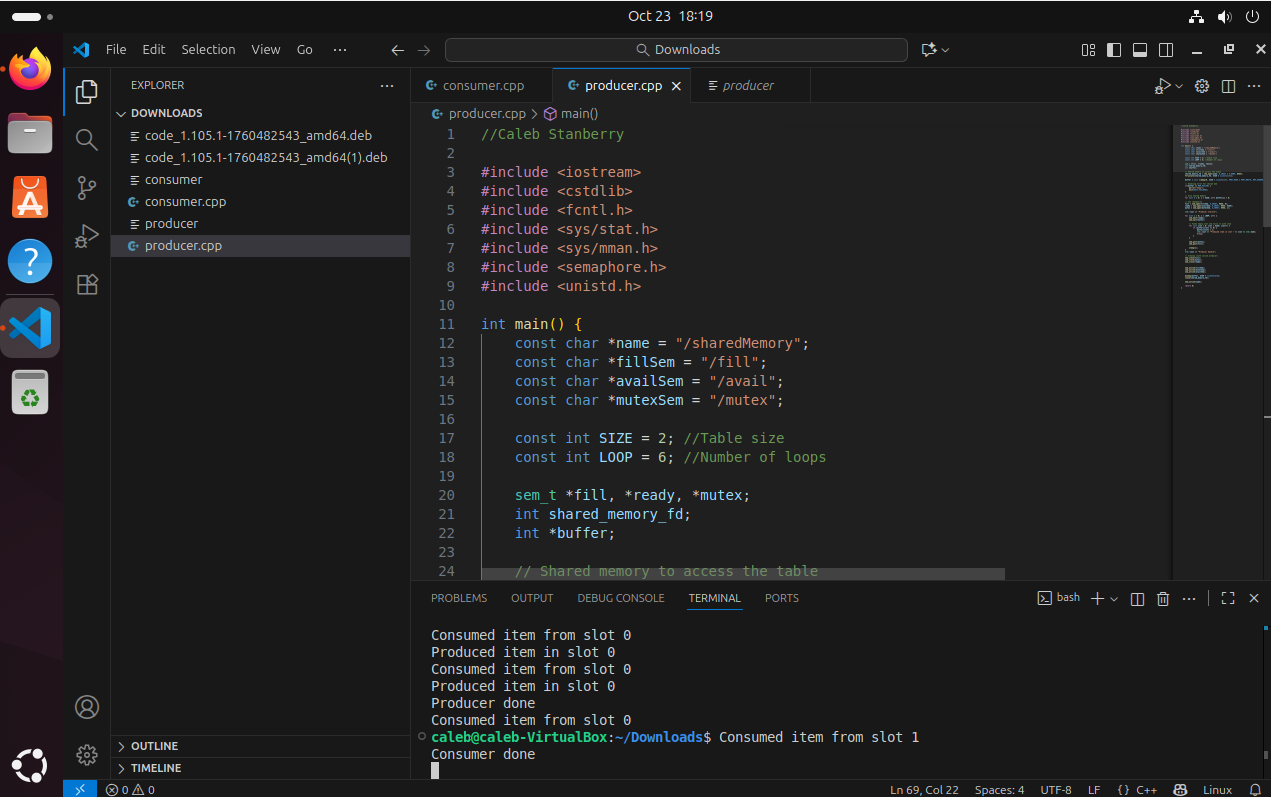 Oct 23 18:19
File Edit Selection View Go ···
Downloads
EXPLORER ···
DOWNLOADS
code_1.105.1-1760482543_amd64.deb
code_1.105.1-1760482543_amd64(1).deb
consumer
consumer.cpp
producer
producer.cpp
OUTLINE
TIMELINE
consumer.cpp producer.cpp producer
producer.cpp > main()
1 //Caleb Stanberry
2
3 #include <iostream>
4 #include <cstdlib>
5 #include <fcntl.h>
6 #include <sys/stat.h>
7 #include <sys/mman.h>
8 #include <semaphore.h>
9 #include <unistd.h>
10
11 int main() {
12 const char *name = "/sharedMemory";
13 const char *fillSem = "/fill";
14 const char *availSem = "/avail";
15 const char *mutexSem = "/mutex";
16
17 const int SIZE = 2; //Table size
18 const int LOOP = 6; //Number of loops
19
20 sem_t *fill, *ready, *mutex;
21 int shared_memory_fd;
22 int *buffer;
23
24 // Shared memory to access the table
PROBLEMS OUTPUT DEBUG CONSOLE TERMINAL PORTS bash
Consumed item from slot 0
Produced item in slot 0
Consumed item from slot 0
Produced item in slot 0
Producer done
Consumed item from slot 0
caleb@caleb-VirtualBox:~/Downloads$ Consumed item from slot 1
Consumer done
0 0 Ln 69, Col 22 Spaces: 4 UTF-8 LF {} C++ Linux